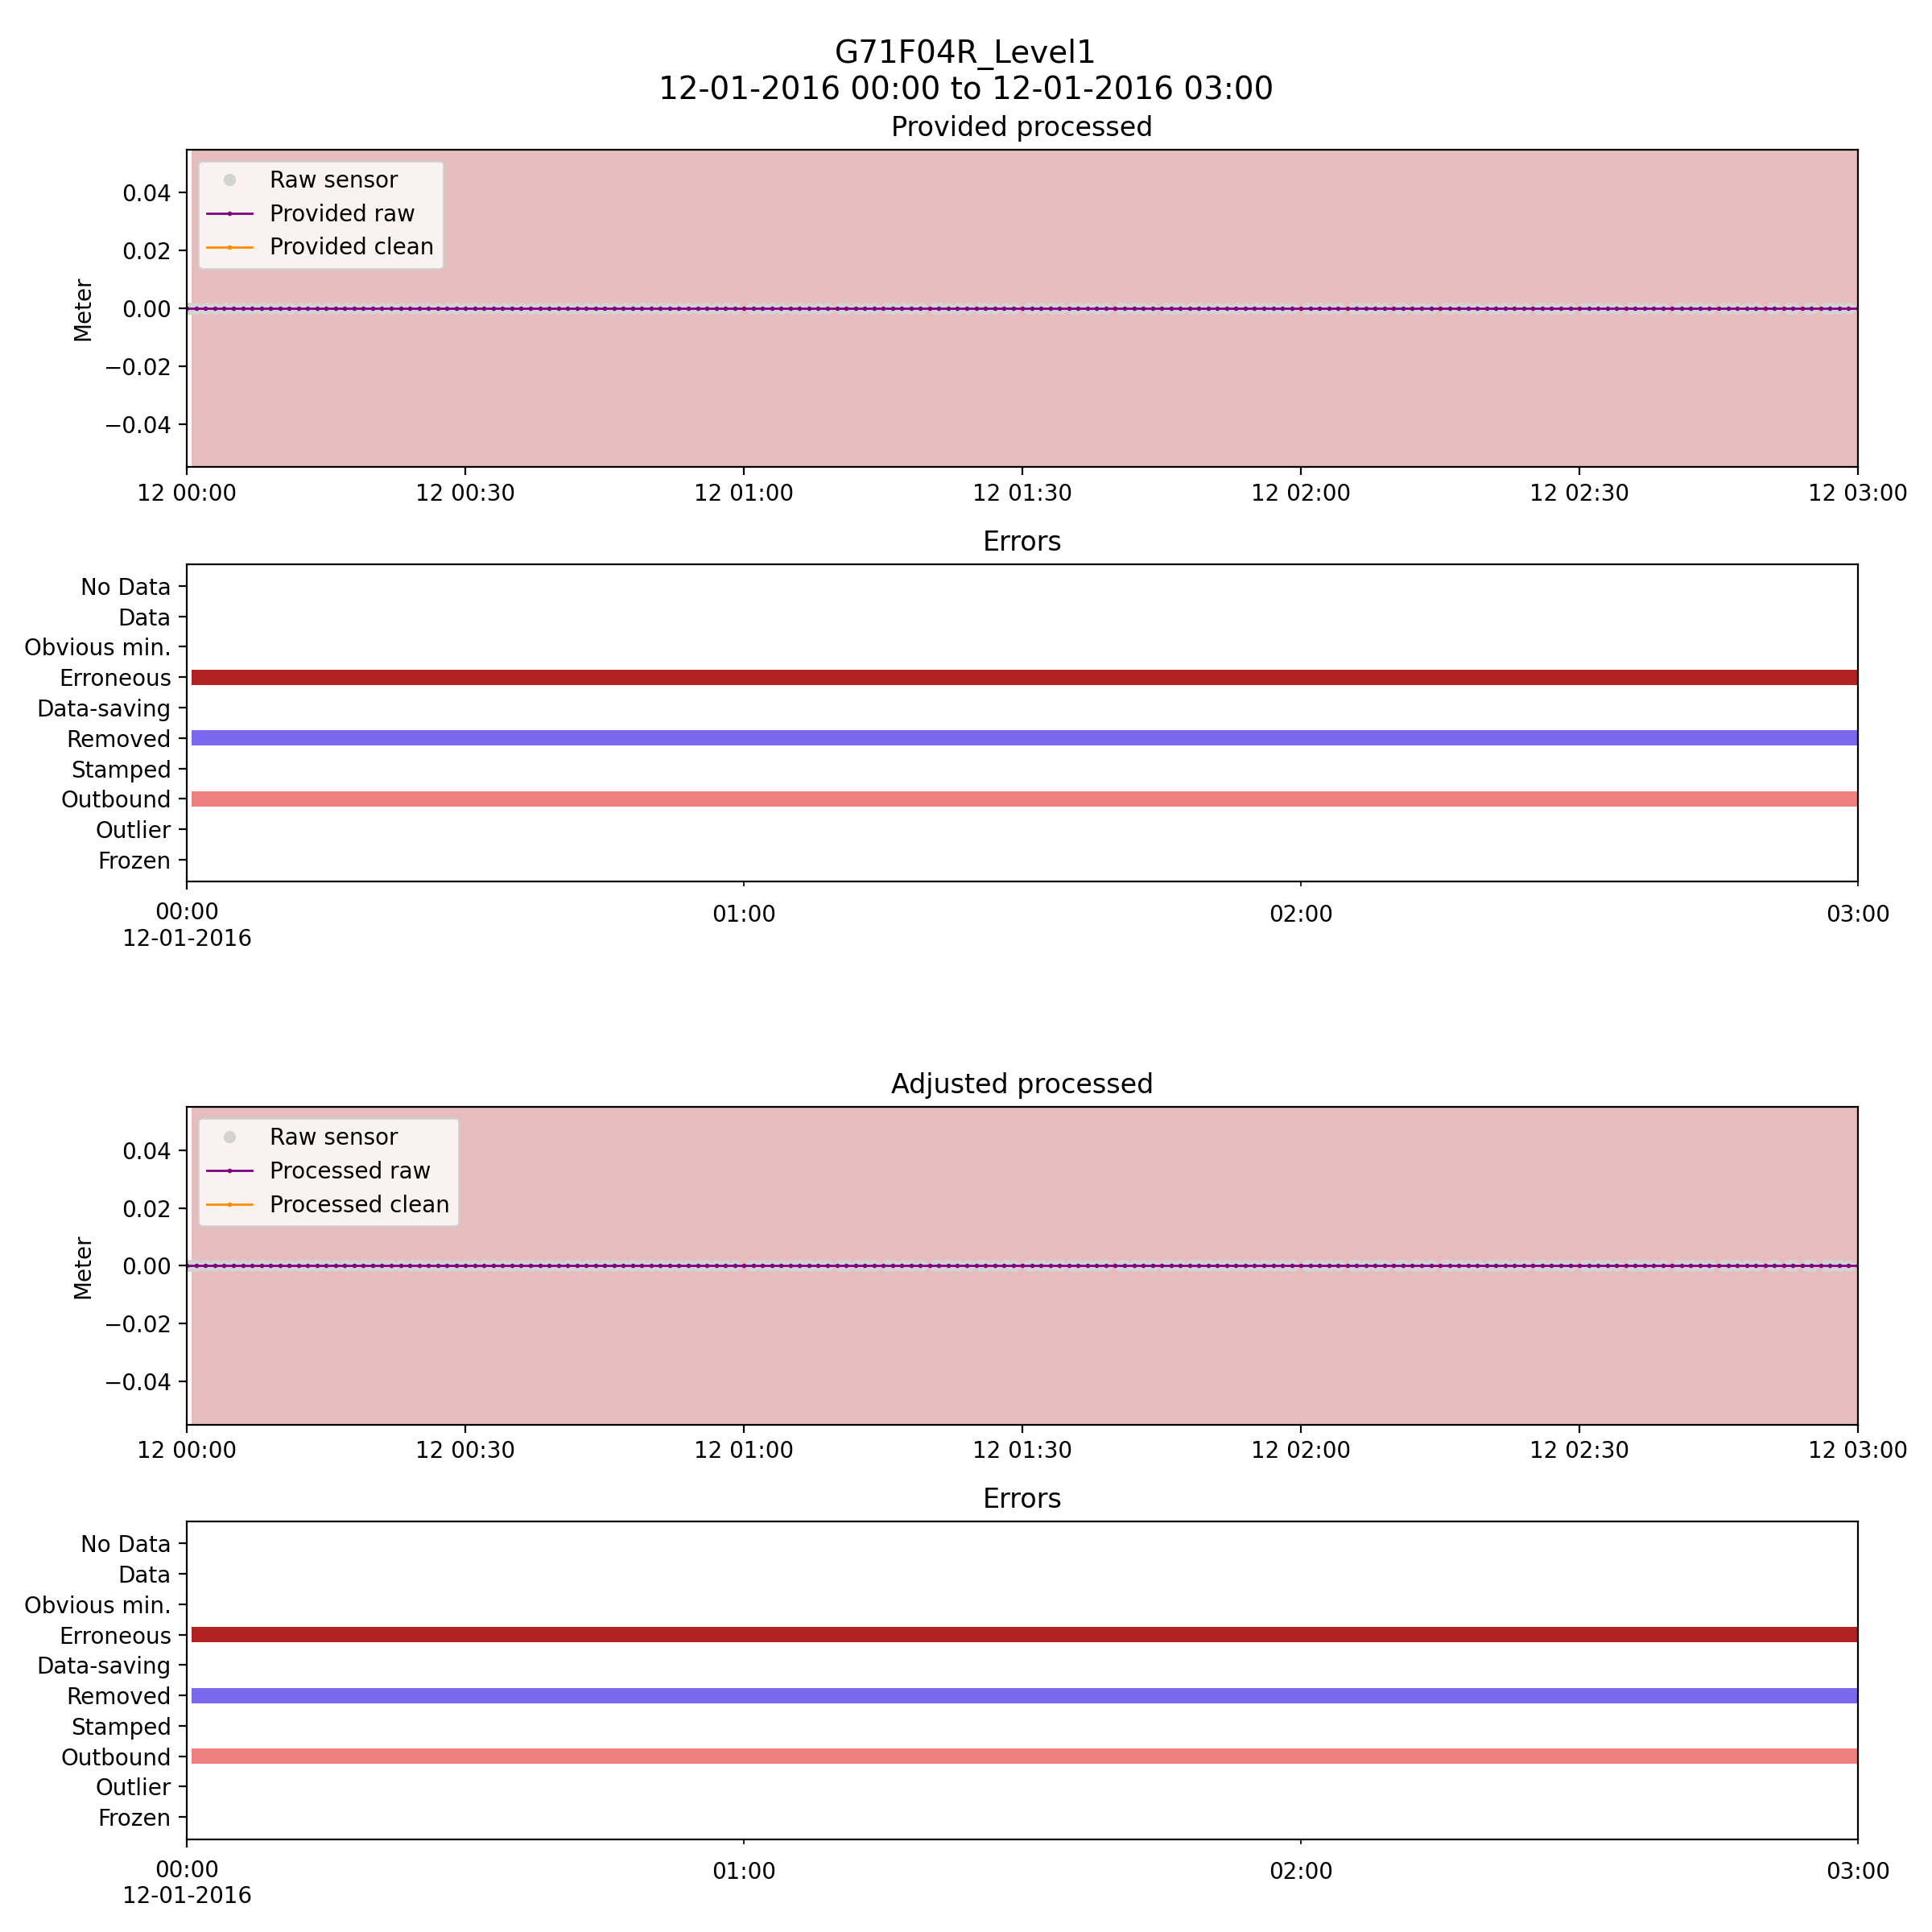 G71F04R_Level1
12-01-2016 00:00 to 12-01-2016 03:00
Provided processed
Raw sensor
Provided raw
Provided clean
Meter
0.04
0.02
0.00
−0.02
−0.04
12 00:00 12 00:30 12 01:00 12 01:30 12 02:00 12 02:30 12 03:00
Errors
No Data
Data
Obvious min.
Erroneous
Data-saving
Removed
Stamped
Outbound
Outlier
Frozen
00:00 01:00 02:00 03:00
12-01-2016
Adjusted processed
Raw sensor
Processed raw
Processed clean
Meter
0.04
0.02
0.00
−0.02
−0.04
12 00:00 12 00:30 12 01:00 12 01:30 12 02:00 12 02:30 12 03:00
Errors
No Data
Data
Obvious min.
Erroneous
Data-saving
Removed
Stamped
Outbound
Outlier
Frozen
00:00 01:00 02:00 03:00
12-01-2016